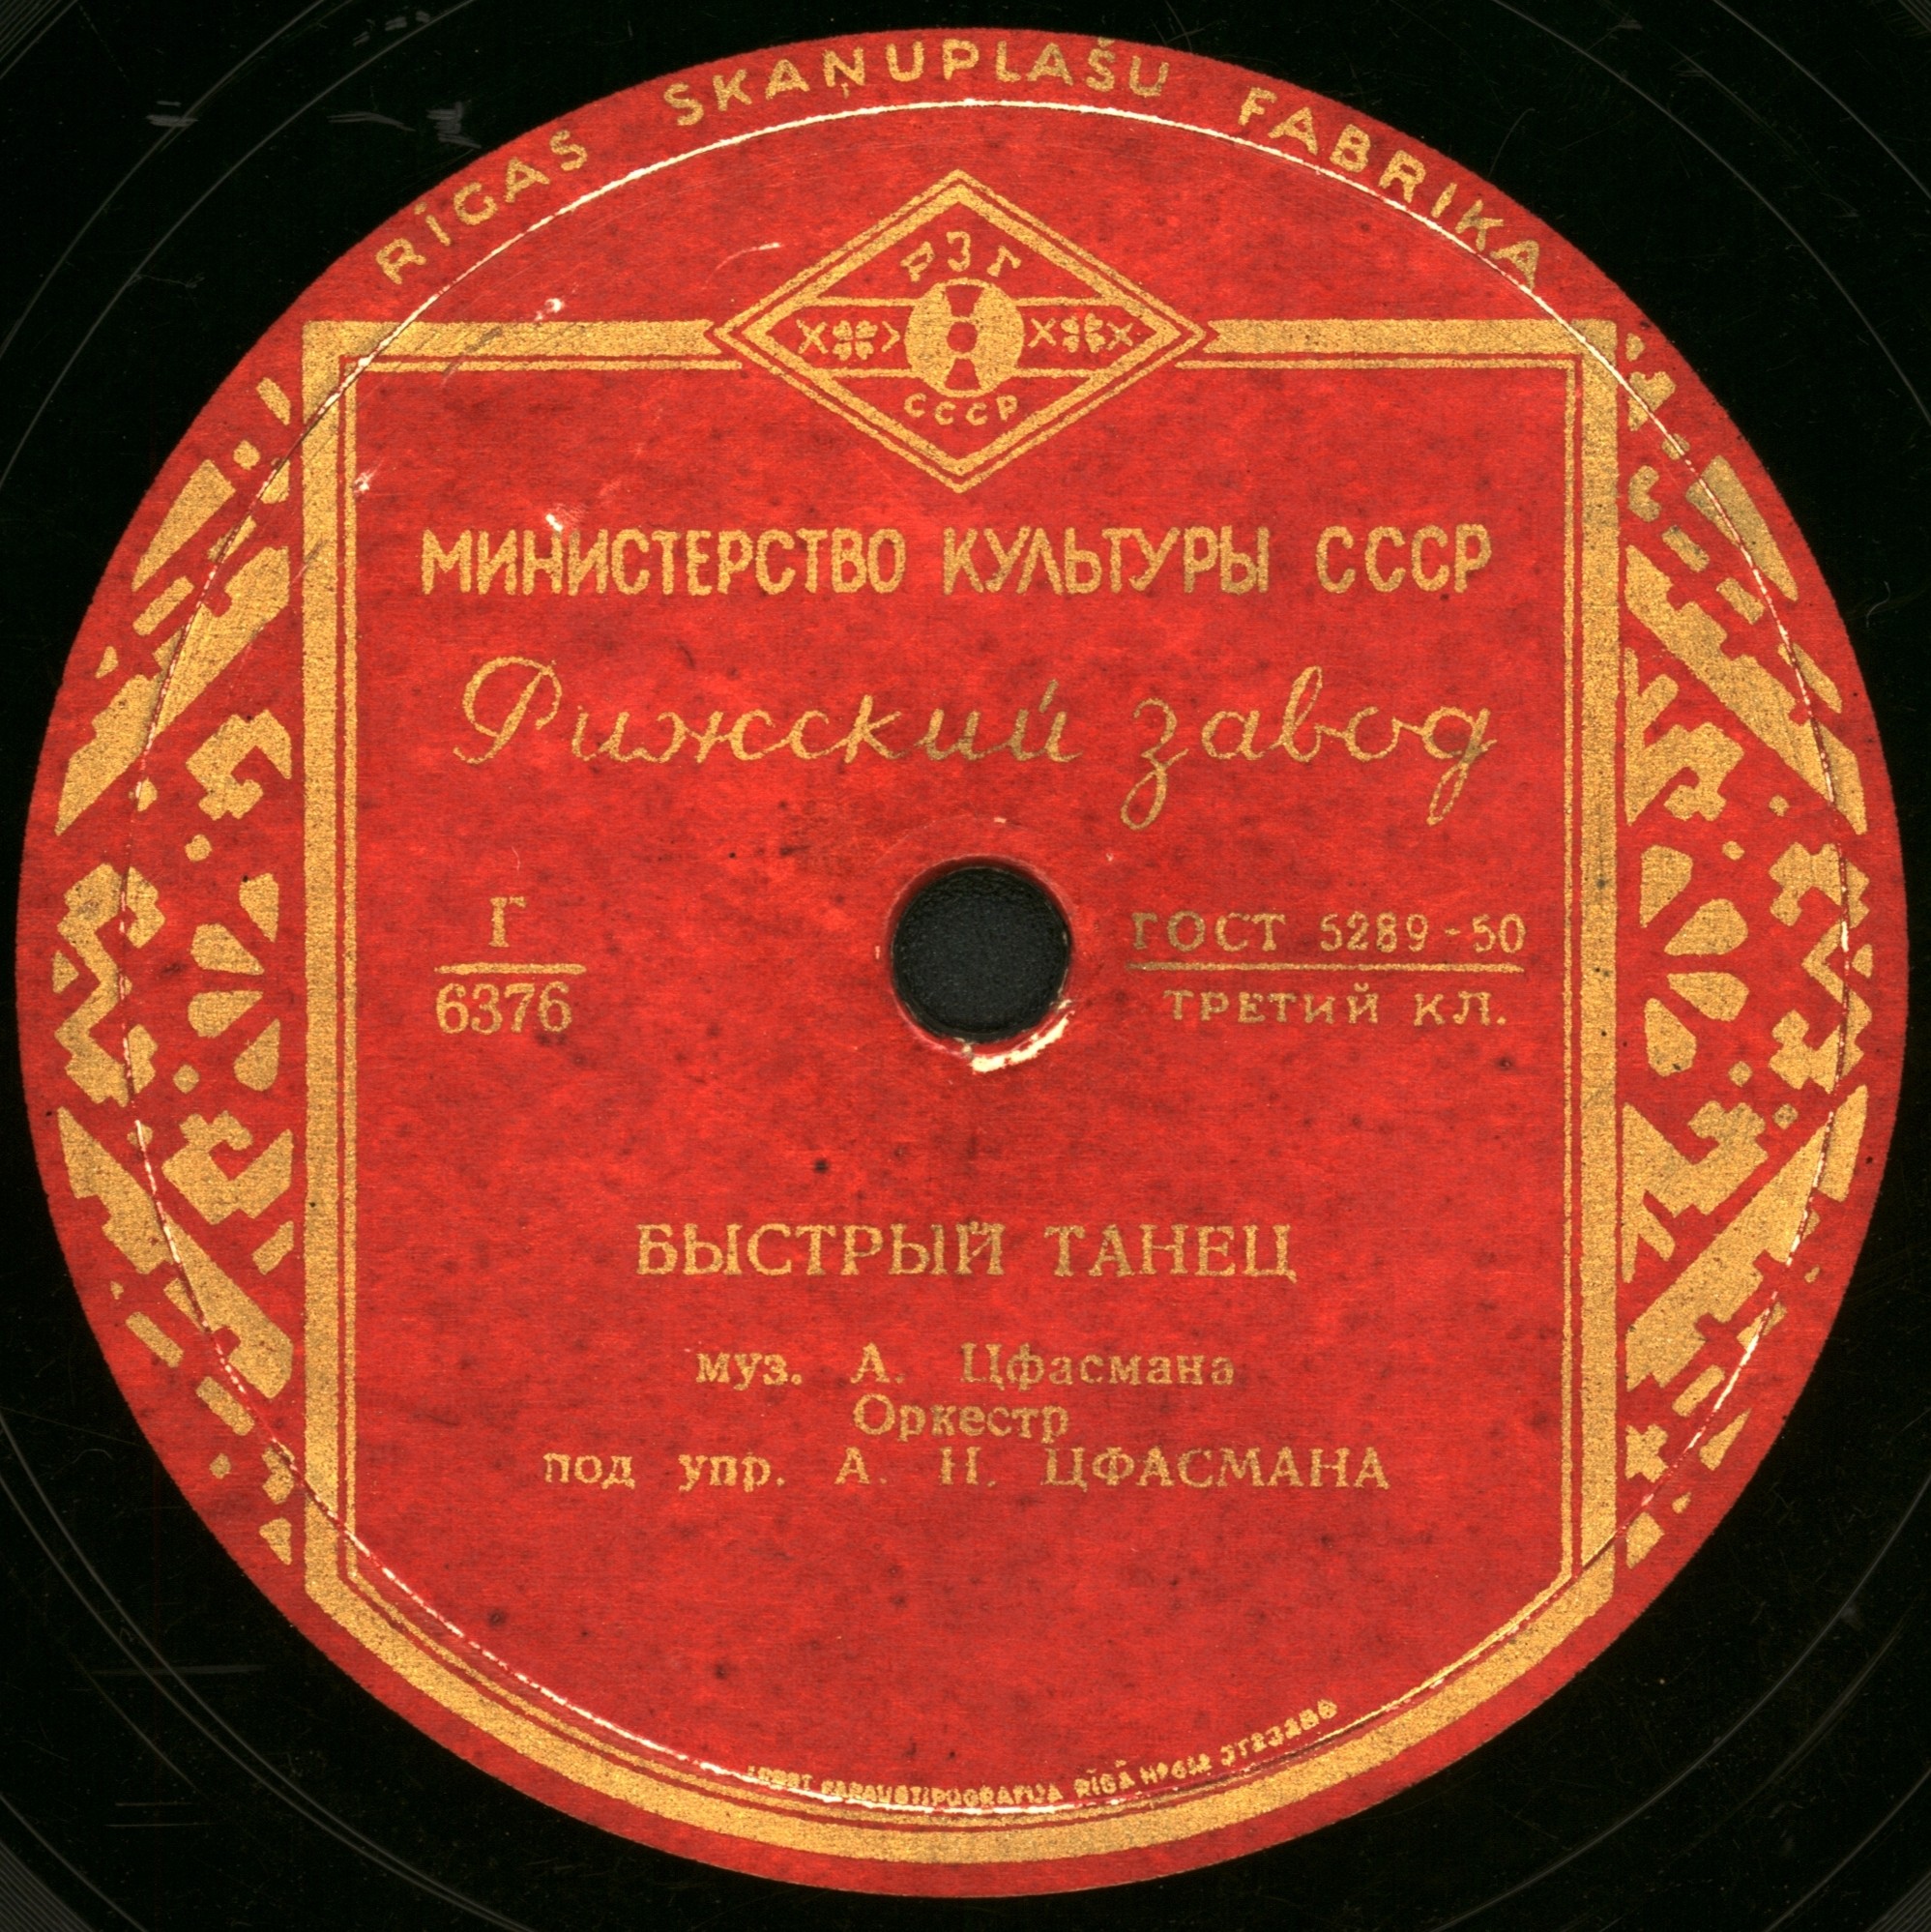 RĪGAS SKAŅUPLAŠU FABRIKA
РЗГ
СССР
МИНИСТЕРСТВО КУЛЬТУРЫ СССР
Рижский завод
Г
6376
ГОСТ 5289-50
ТРЕТИЙ КЛ.
БЫСТРЫЙ ТАНЕЦ
муз. А. Цфасмана
Оркестр
под упр. А. Н. ЦФАСМАНА
RĪGĀ